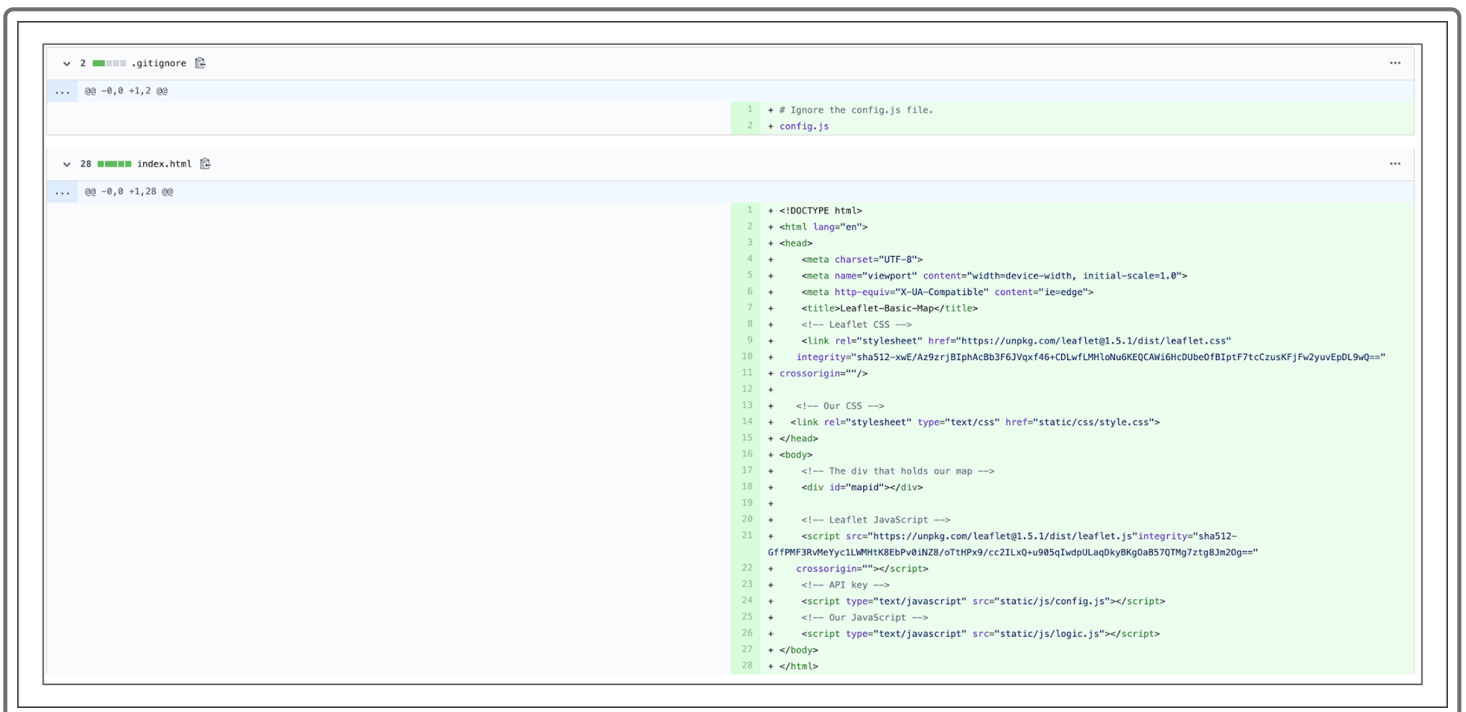 2 .gitignore
...
... @@ -0,0 +1,2 @@
1 + # Ignore the config.js file.
2 + config.js
28 index.html
...
... @@ -0,0 +1,28 @@
1 + <!DOCTYPE html>
2 + <html lang="en">
3 + <head>
4 +     <meta charset="UTF-8">
5 +     <meta name="viewport" content="width=device-width, initial-scale=1.0">
6 +     <meta http-equiv="X-UA-Compatible" content="ie=edge">
7 +     <title>Leaflet-Basic-Map</title>
8 +     <!-- Leaflet CSS -->
9 +     <link rel="stylesheet" href="https://unpkg.com/leaflet@1.5.1/dist/leaflet.css"
10 +    integrity="sha512-xwE/Az9zrjBIphAcBb3F6JVqxf46+CDLwfLMHloNu6KEQCAWi6HcDUbeOfBIptF7tcCzusKFjFw2yuvEpDL9wQ=="
11 + crossorigin=""/>
12 +
13 +    <!-- Our CSS -->
14 +   <link rel="stylesheet" type="text/css" href="static/css/style.css">
15 + </head>
16 + <body>
17 +     <!-- The div that holds our map -->
18 +     <div id="mapid"></div>
19 +
20 +     <!-- Leaflet JavaScript -->
21 +     <script src="https://unpkg.com/leaflet@1.5.1/dist/leaflet.js"integrity="sha512-
GffPMF3RvMeYyc1LWMHtK8EbPv0iNZ8/oTtHPx9/cc2ILxQ+u905qIwdpULaqDkyBKgOaB57QTMg7ztg8Jm2Og=="
22 +    crossorigin=""></script>
23 +     <!-- API key -->
24 +     <script type="text/javascript" src="static/js/config.js"></script>
25 +     <!-- Our JavaScript -->
26 +     <script type="text/javascript" src="static/js/logic.js"></script>
27 + </body>
28 + </html>